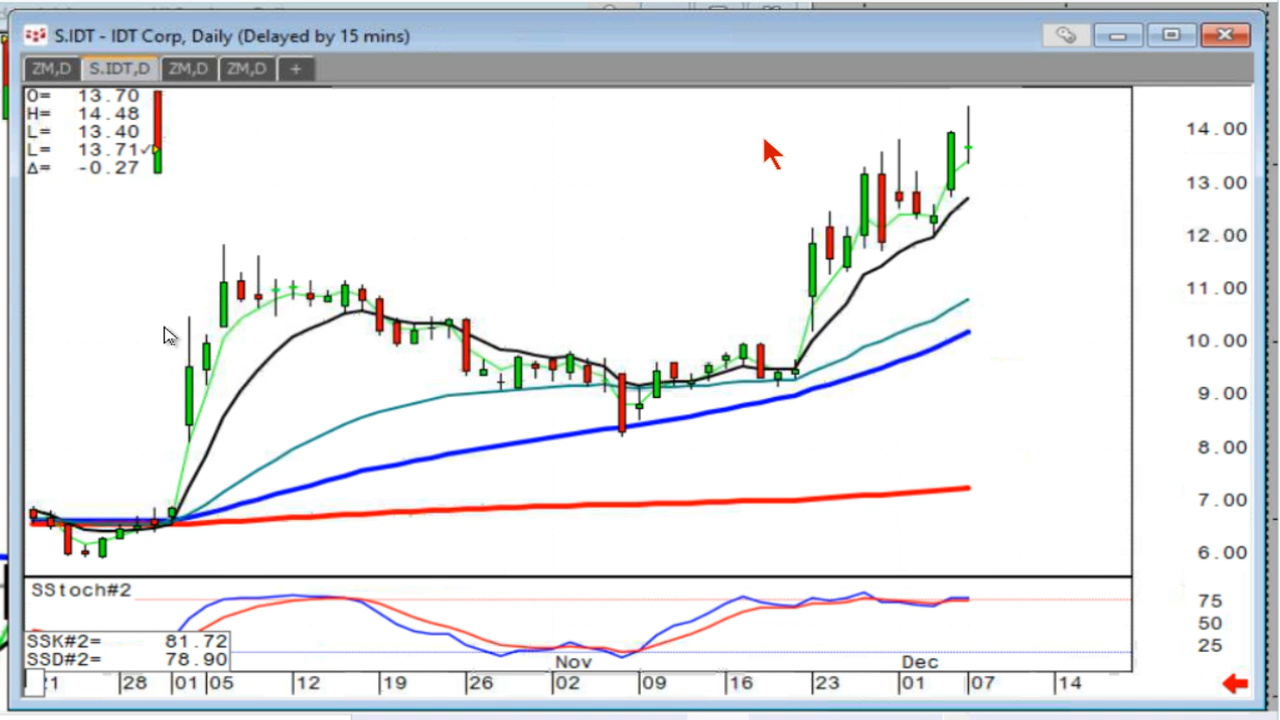 S.IDT - IDT Corp, Daily (Delayed by 15 mins)
ZM,D S.IDT,D ZM,D ZM,D +
O= 13.70
H= 14.48
L= 13.40
L= 13.71✓
Δ= -0.27
14.00
13.00
12.00
11.00
10.00
9.00
8.00
7.00
6.00
SStoch#2
75
50
25
SSK#2= 81.72
SSD#2= 78.90
Nov Dec
21 28 01 05 12 19 26 02 09 16 23 01 07 14